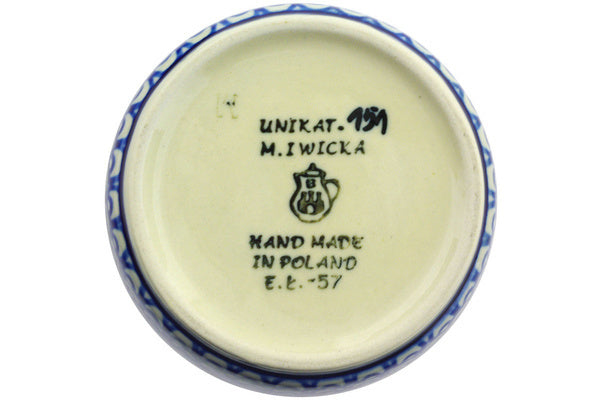 UNIKAT-151
M.IWICKA
B
HAND MADE
IN POLAND
E.Ł.-57